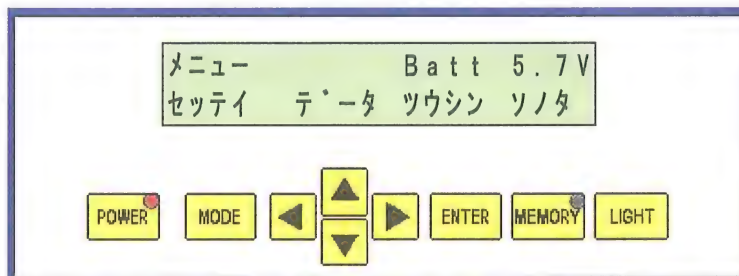 メニュー Batt 5.7V
セッテイ デ゛ータ ツウシン ソノタ
POWER MODE ◀ ▲ ▼ ▶ ENTER MEMORY LIGHT